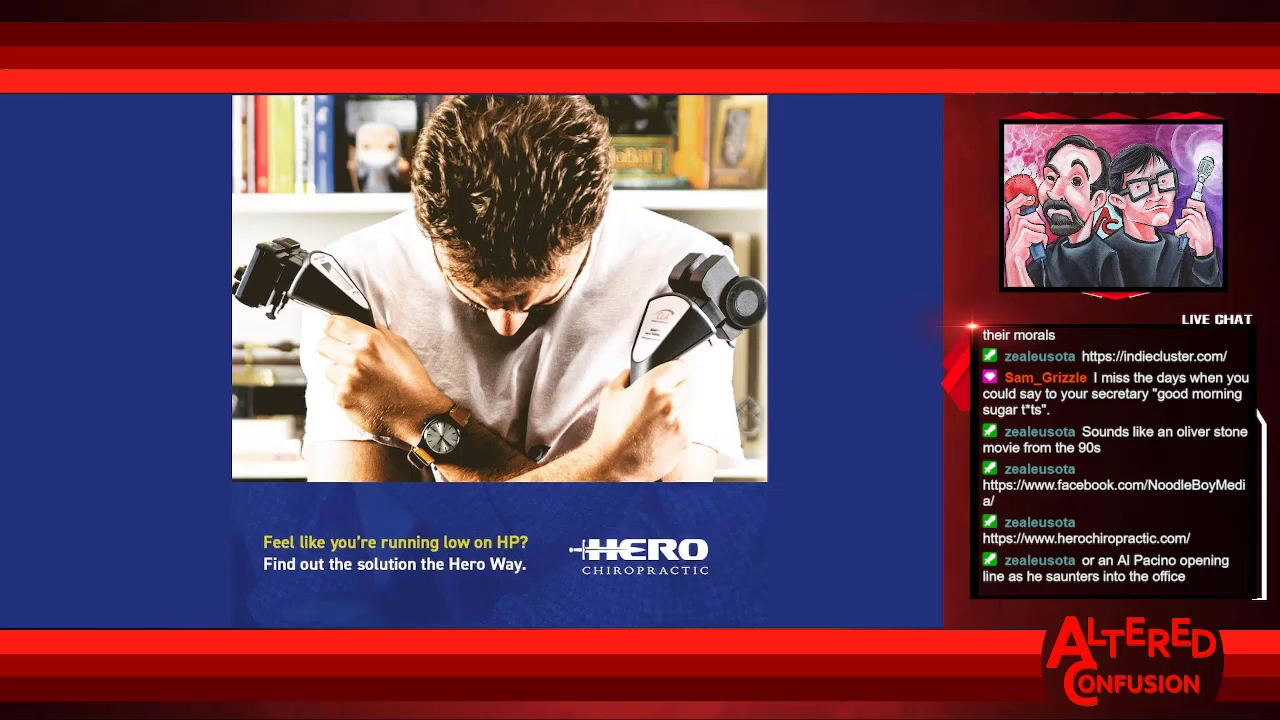 Feel like you're running low on HP?
Find out the solution the Hero Way.
HERO
CHIROPRACTIC
LIVE CHAT
their morals
zealeusota https://indiecluster.com/
Sam_Grizzle I miss the days when you
could say to your secretary "good morning
sugar t*ts".
zealeusota Sounds like an oliver stone
movie from the 90s
zealeusota
https://www.facebook.com/NoodleBoyMedi
a/
zealeusota
https://www.herochiropractic.com/
zealeusota or an Al Pacino opening
line as he saunters into the office
ALTERED
CONFUSION